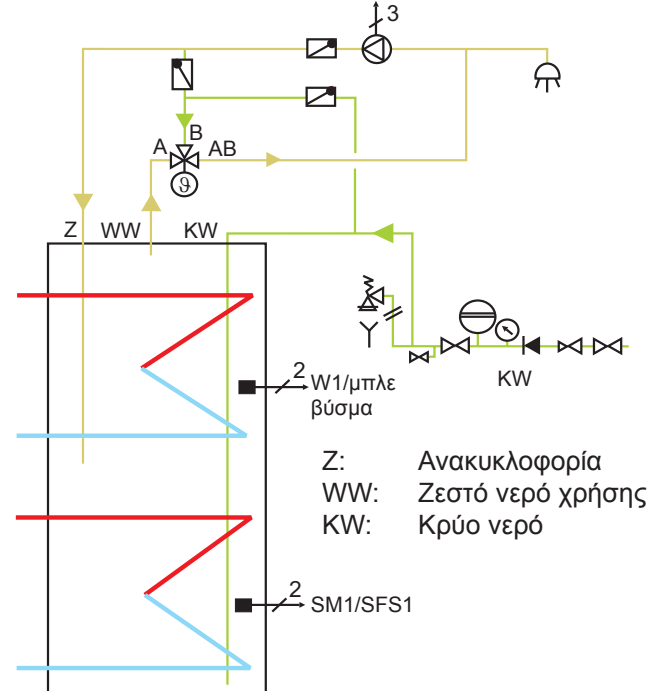 3
B
A
AB
ϑ
Z
WW
KW
2
W1/μπλε
βύσμα
KW
Z: Ανακυκλοφορία
WW: Ζεστό νερό χρήσης
KW: Κρύο νερό
2
SM1/SFS1